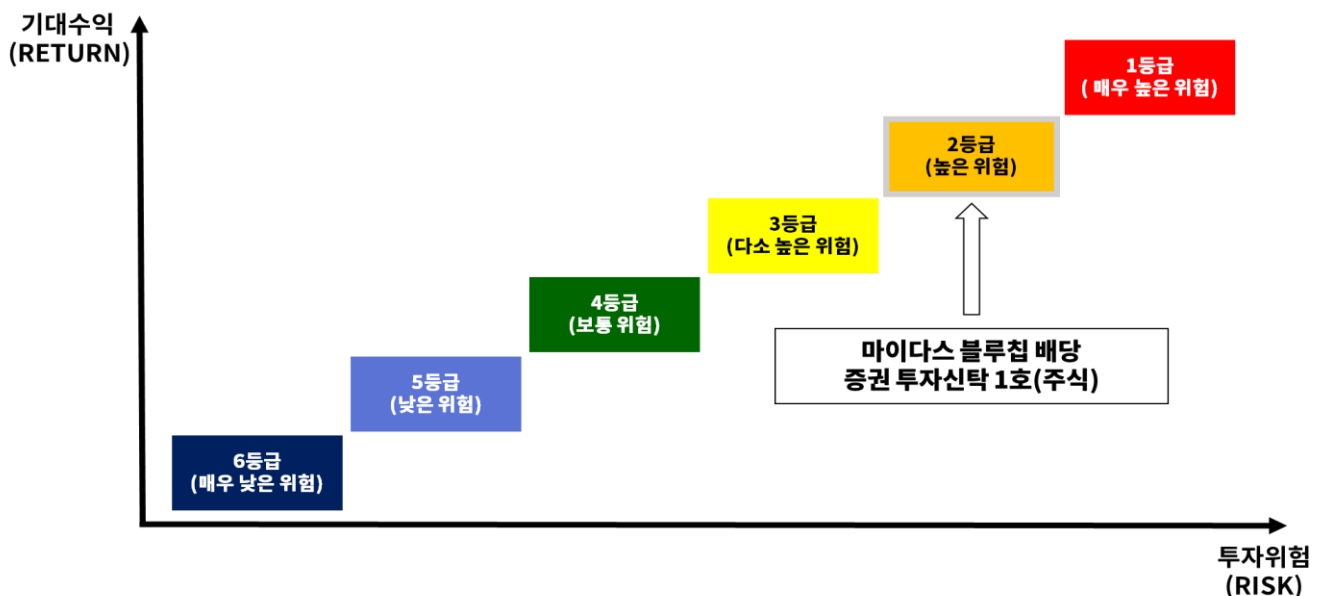 기대수익
(RETURN)
1등급
( 매우 높은 위험)
2등급
(높은 위험)
3등급
(다소 높은 위험)
4등급
(보통 위험)
마이다스 블루칩 배당
증권 투자신탁 1호(주식)
5등급
(낮은 위험)
6등급
(매우 낮은 위험)
투자위험
(RISK)